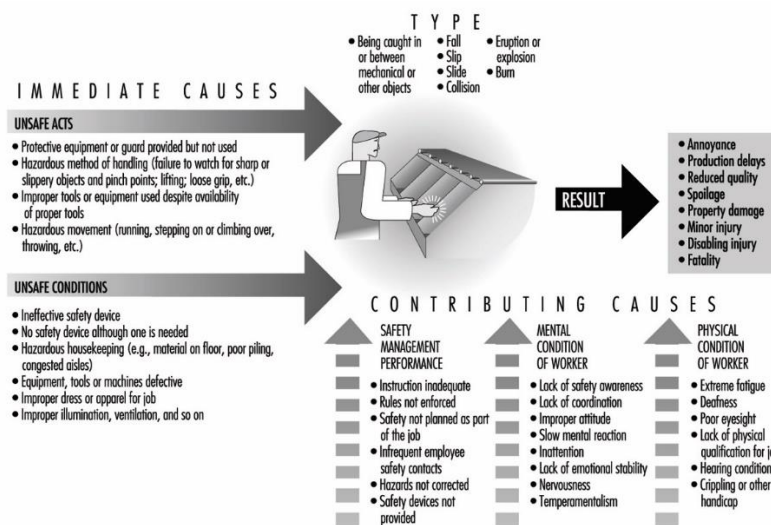 TYPE
• Being caught in
or between
mechanical or
other objects
• Fall
• Slip
• Slide
• Collision
• Eruption or
explosion
• Burn
IMMEDIATE CAUSES
UNSAFE ACTS
• Protective equipment or guard provided but not used
• Hazardous method of handling (failure to watch for sharp or
slippery objects and pinch points; lifting; loose grip, etc.)
• Improper tools or equipment used despite availability
of proper tools
• Hazardous movement (running, stepping on or climbing over,
throwing, etc.)
UNSAFE CONDITIONS
• Ineffective safety device
• No safety device although one is needed
• Hazardous housekeeping (e.g., material on floor, poor piling,
congested aisles)
• Equipment, tools or machines defective
• Improper dress or apparel for job
• Improper illumination, ventilation, and so on
RESULT
• Annoyance
• Production delays
• Reduced quality
• Spoilage
• Property damage
• Minor injury
• Disabling injury
• Fatality
CONTRIBUTING CAUSES
SAFETY
MANAGEMENT
PERFORMANCE
• Instruction inadequate
• Rules not enforced
• Safety not planned as part
of the job
• Infrequent employee
safety contacts
• Hazards not corrected
• Safety devices not
provided
MENTAL
CONDITION
OF WORKER
• Lack of safety awareness
• Lack of coordination
• Improper attitude
• Slow mental reaction
• Inattention
• Lack of emotional stability
• Nervousness
• Temperamentalism
PHYSICAL
CONDITION
OF WORKER
• Extreme fatigue
• Deafness
• Poor eyesight
• Lack of physical
qualification for
• Hearing condition
• Crippling or other
handicap